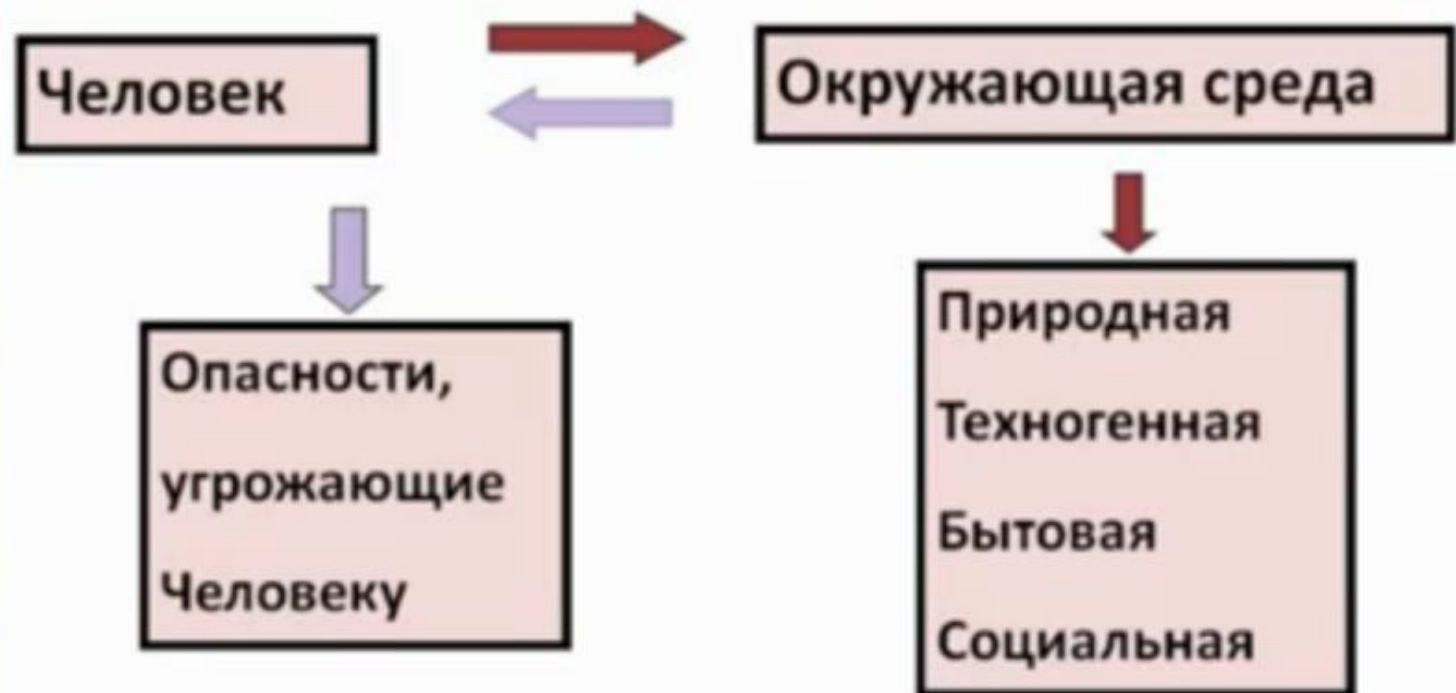 Человек
Окружающая среда
Опасности,
угрожающие
Человеку
Природная
Техногенная
Бытовая
Социальная